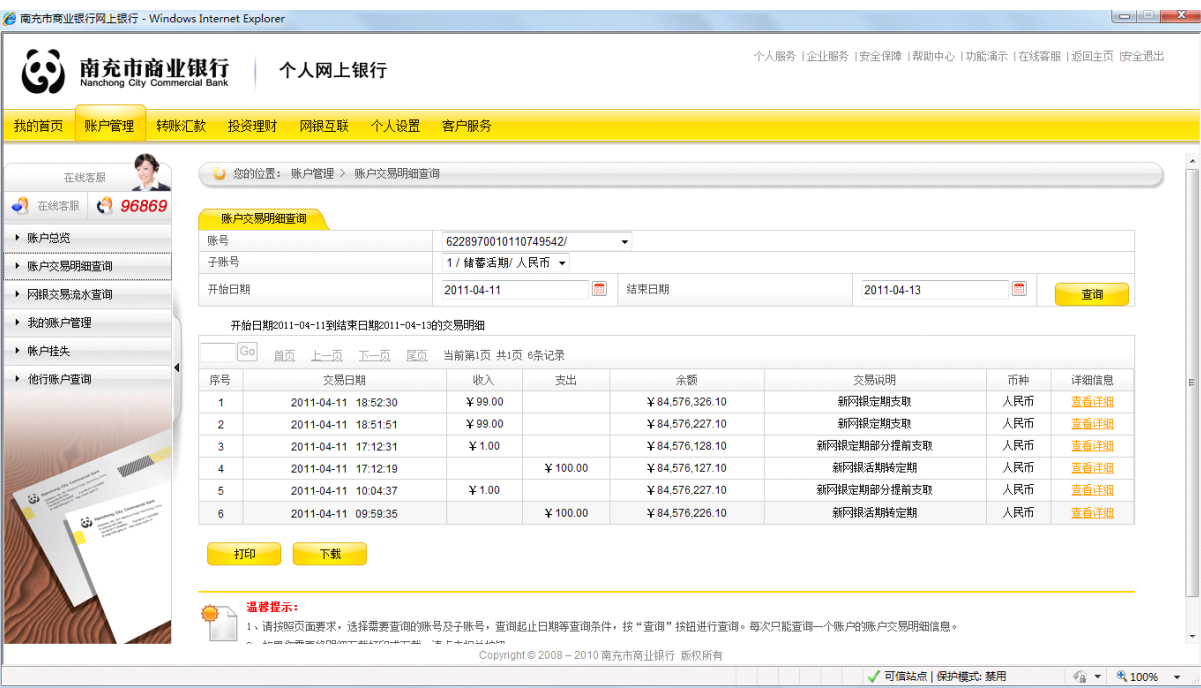 南充市商业银行网上银行 - Windows Internet Explorer
南充市商业银行
Nanchong City Commercial Bank
个人网上银行
个人服务 | 企业服务 | 安全保障 | 帮助中心 | 功能演示 | 在线客服 | 返回主页 | 安全退出
我的首页 账户管理 转账汇款 投资理财 网银互联 个人设置 客户服务
在线客服
在线客服 96869
账户总览
账户交易明细查询
网银交易流水查询
我的账户管理
帐户挂失
他行账户查询
您的位置: 账户管理 > 账户交易明细查询
账户交易明细查询
账号 6228970010110749542/
子账号 1 / 储蓄活期/ 人民币
开始日期 2011-04-11 结束日期 2011-04-13 查询
开始日期2011-04-11到结束日期2011-04-13的交易明细
Go 首页 上一页 下一页 尾页 当前第1页 共1页 6条记录
序号 交易日期 收入 支出 余额 交易说明 币种 详细信息
1 2011-04-11 18:52:30 ¥99.00 ¥84,576,326.10 新网银定期支取 人民币 查看详细
2 2011-04-11 18:51:51 ¥99.00 ¥84,576,227.10 新网银定期支取 人民币 查看详细
3 2011-04-11 17:12:31 ¥1.00 ¥84,576,128.10 新网银定期部分提前支取 人民币 查看详细
4 2011-04-11 17:12:19 ¥100.00 ¥84,576,127.10 新网银活期转定期 人民币 查看详细
5 2011-04-11 10:04:37 ¥1.00 ¥84,576,227.10 新网银定期部分提前支取 人民币 查看详细
6 2011-04-11 09:59:35 ¥100.00 ¥84,576,226.10 新网银活期转定期 人民币 查看详细
打印 下载
温馨提示:
1、请按照页面要求，选择需要查询的账号及子账号，查询起止日期等查询条件，按“查询”按钮进行查询。每次只能查询一个账户的账户交易明细信息。
Nanchong City Commercial Bank
Nanchong City Commercial Bank
Copyright © 2008 – 2010 南充市商业银行 版权所有
可信站点 | 保护模式: 禁用
100%